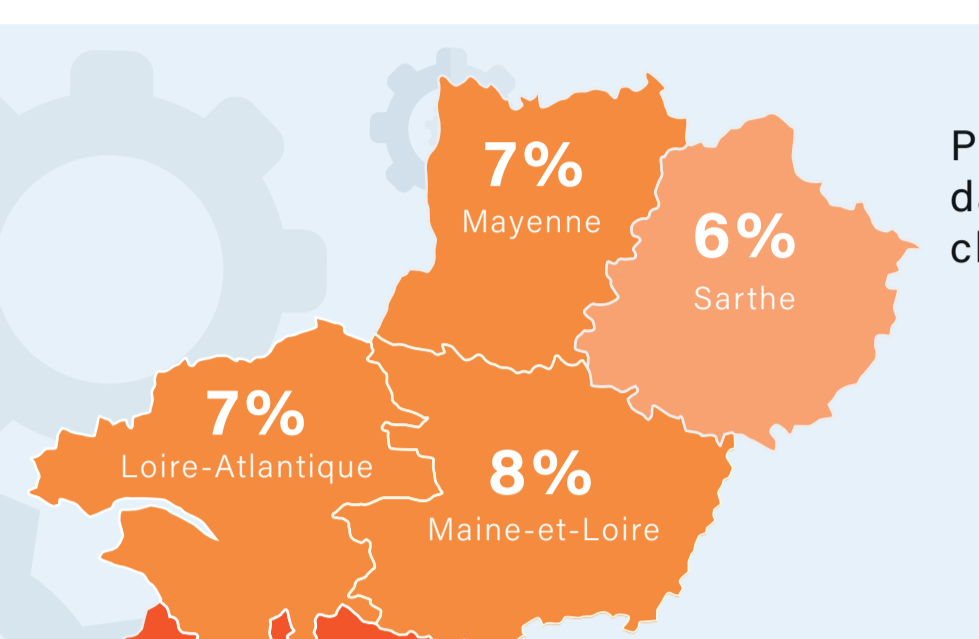 7%
Mayenne
6%
Sarthe
7%
Loire-Atlantique
8%
Maine-et-Loire